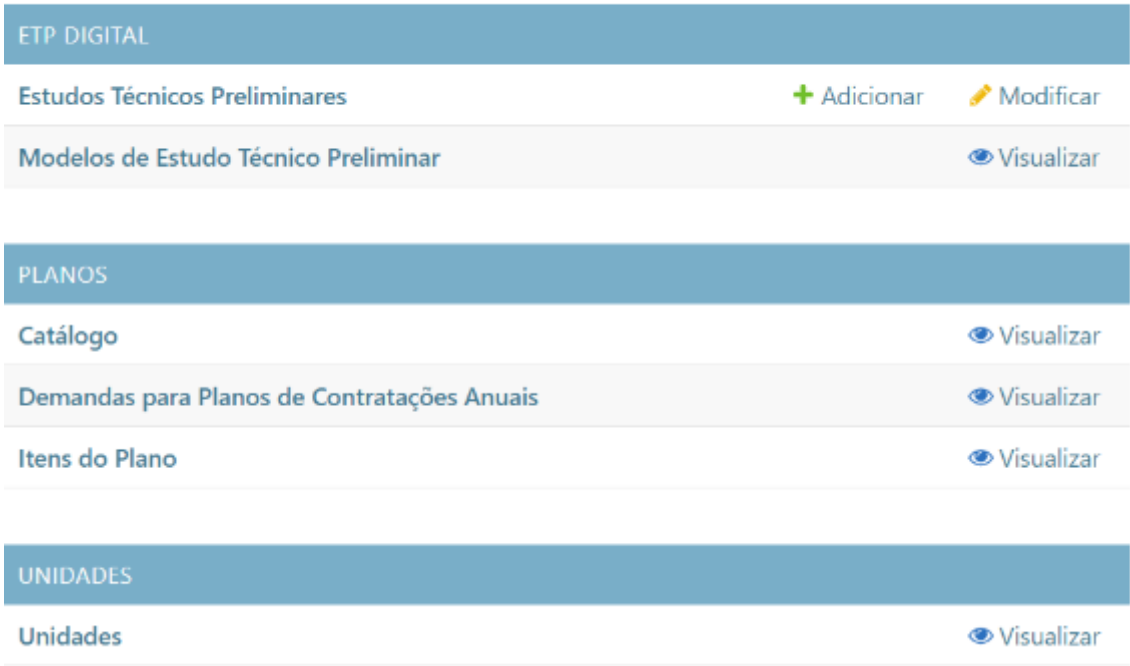 ETP DIGITAL
Estudos Técnicos Preliminares Adicionar Modificar
Modelos de Estudo Técnico Preliminar Visualizar
PLANOS
Catálogo Visualizar
Demandas para Planos de Contratações Anuais Visualizar
Itens do Plano Visualizar
UNIDADES
Unidades Visualizar